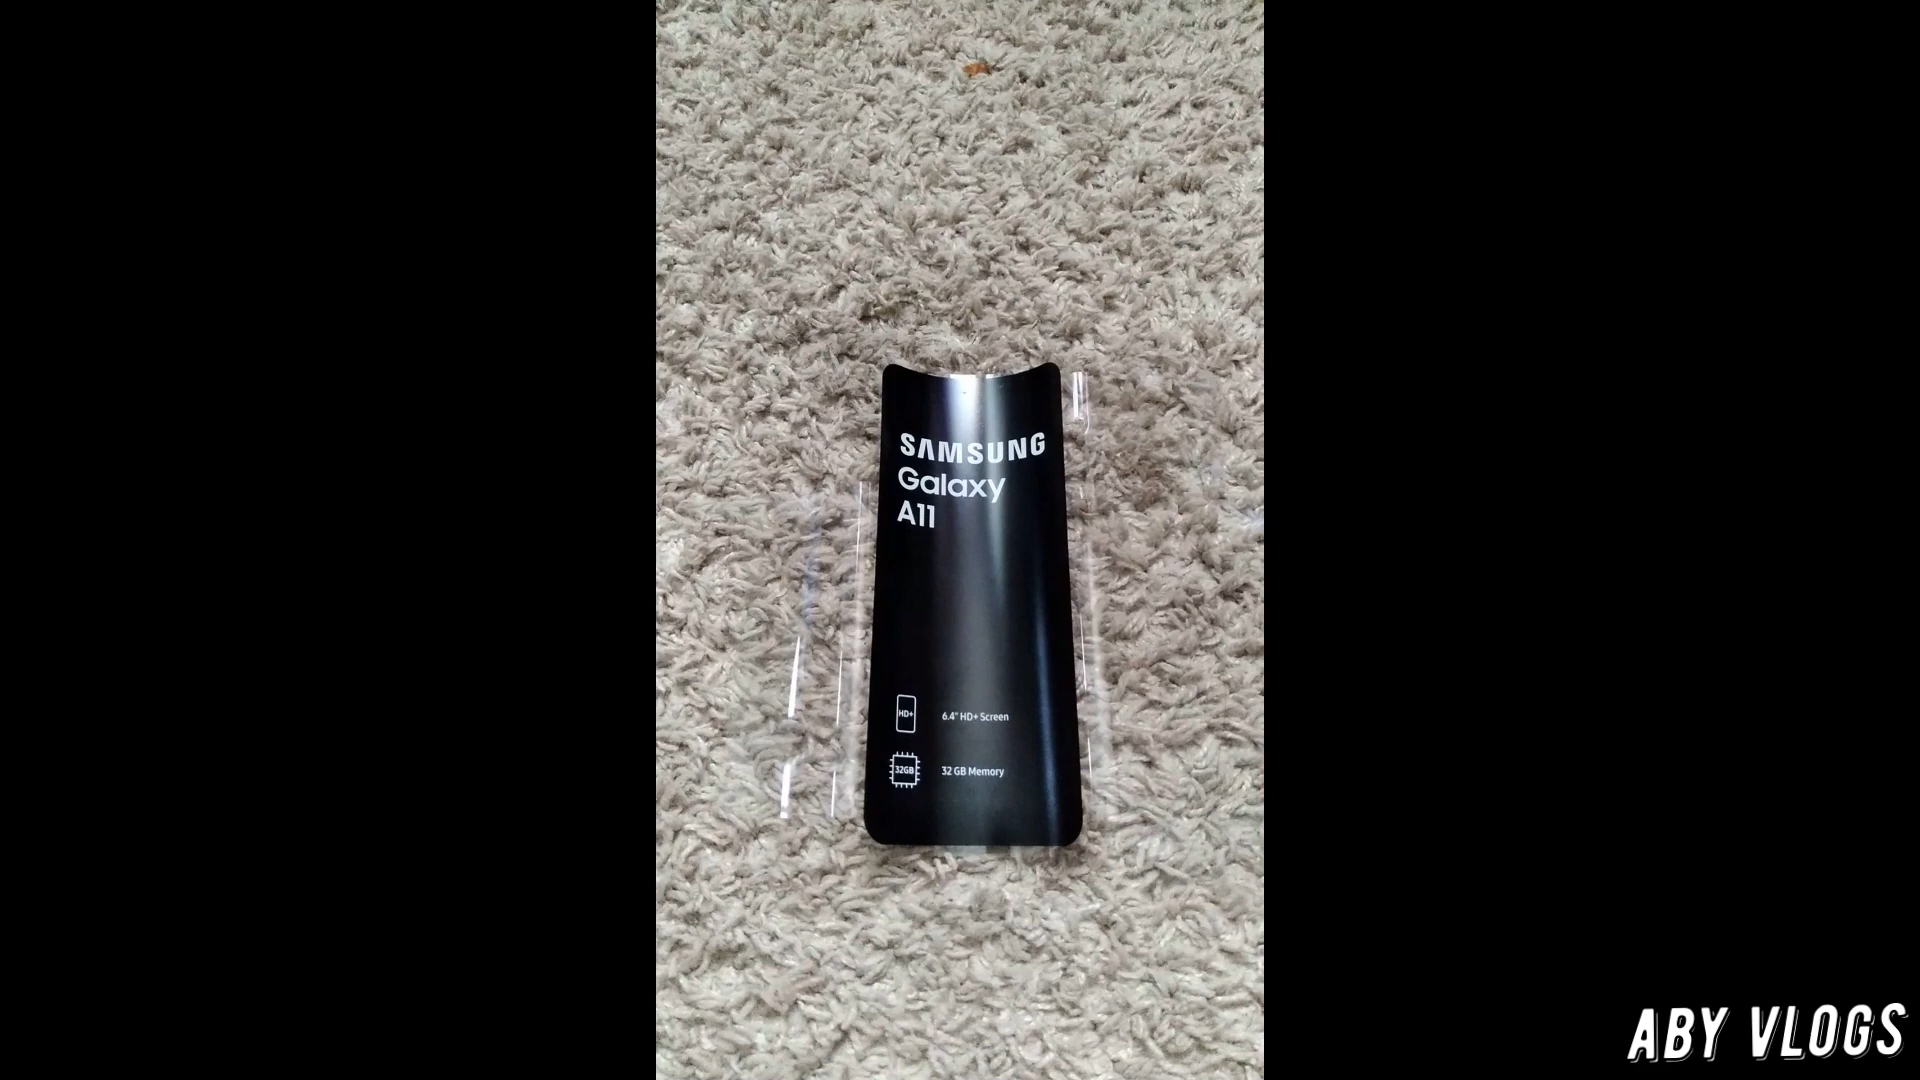 SAMSUNG
Galaxy
A11
HD+
6.4" HD+ Screen
32GB
32 GB Memory
ABY VLOGS